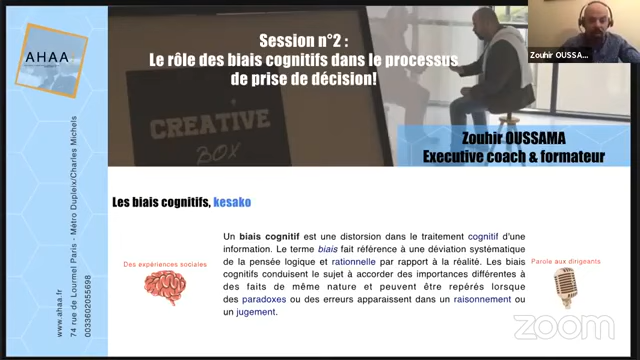 AHAA
Session n°2 :
Le rôle des biais cognitifs dans le processus
de prise de décision!
Zouhir OUSSA...
CREATIVE
BOX
Zouhir OUSSAMA
Executive coach & formateur
Les biais cognitifs, kesako
Un biais cognitif est une distorsion dans le traitement cognitif d'une
information. Le terme biais fait référence à une déviation systématique
de la pensée logique et rationnelle par rapport à la réalité. Les biais
cognitifs conduisent le sujet à accorder des importances différentes à
des faits de même nature et peuvent être repérés lorsque
des paradoxes ou des erreurs apparaissent dans un raisonnement ou
un jugement.
Des expériences sociales
Parole aux dirigeants
www.ahaa.fr
74 rue de Lourmel Paris - Métro Dupleix/Charles Michels
0033602055698
zoom